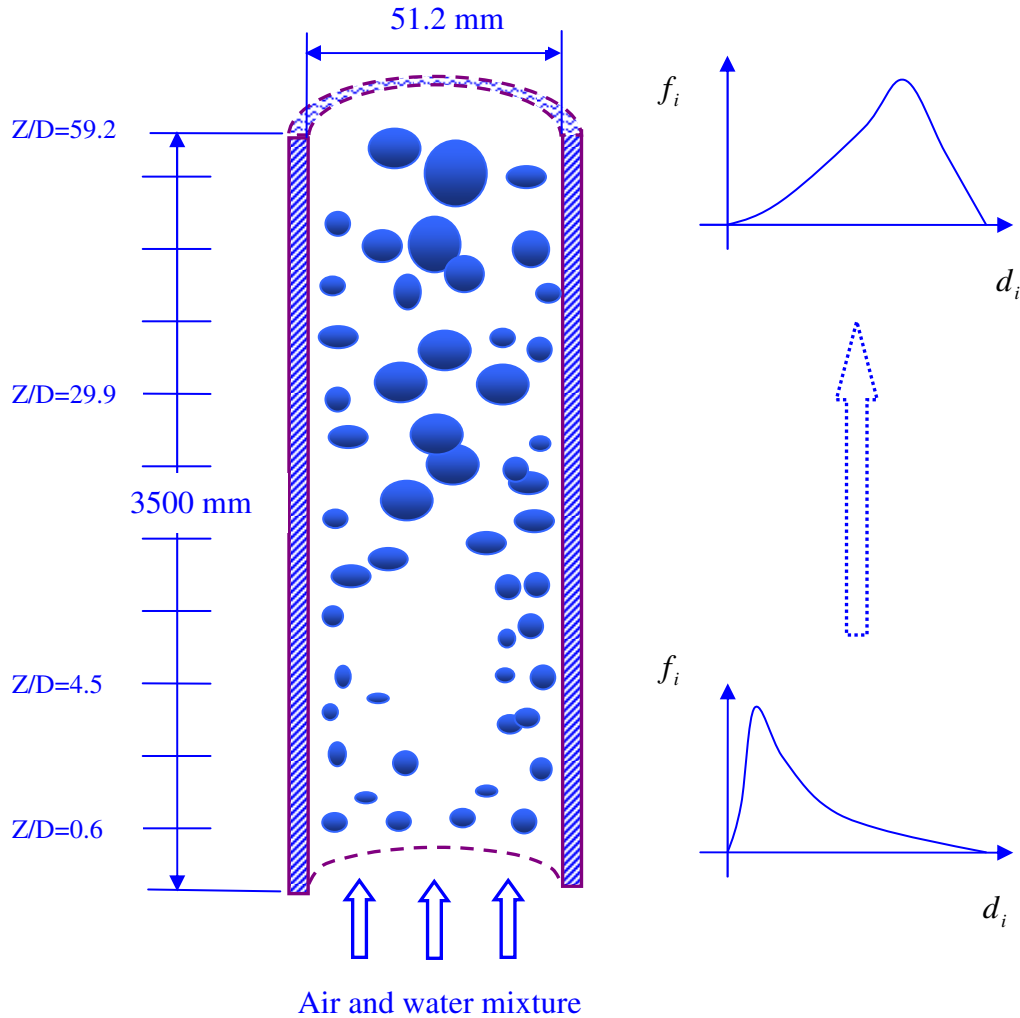 51.2 mm
Z/D=59.2
Z/D=29.9
3500 mm
Z/D=4.5
Z/D=0.6
Air and water mixture
f_i
d_i
f_i
d_i